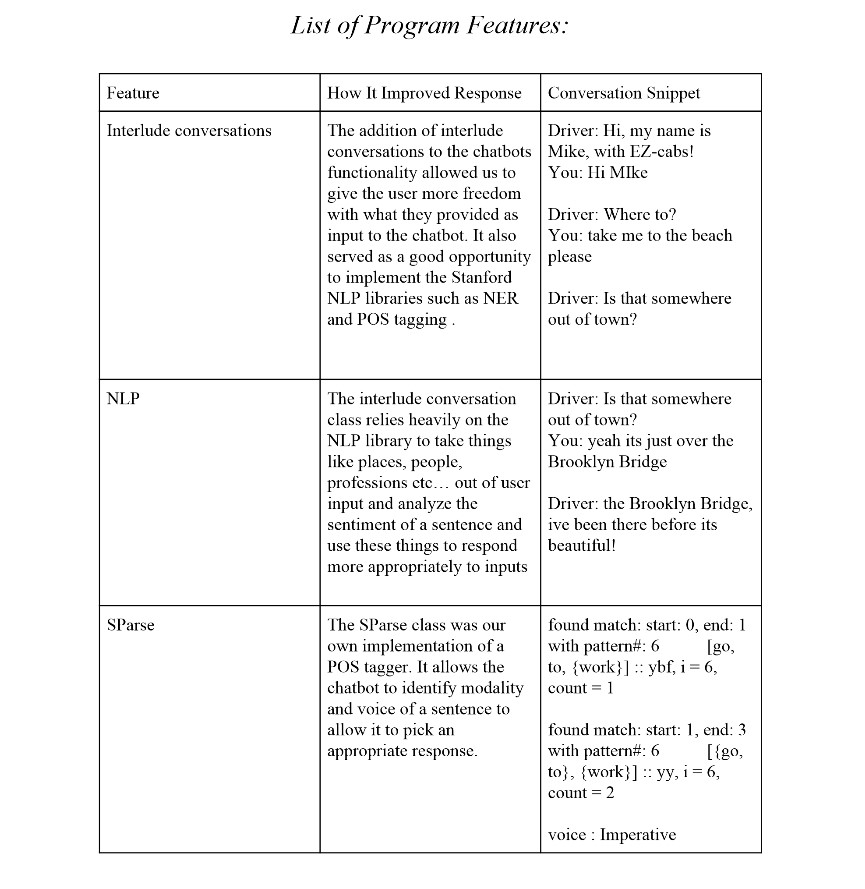 List of Program Features:
Feature
How It Improved Response
Conversation Snippet
Interlude conversations
The addition of interlude
conversations to the chatbots
functionality allowed us to
give the user more freedom
with what they provided as
input to the chatbot. It also
served as a good opportunity
to implement the Stanford
NLP libraries such as NER
and POS tagging .
Driver: Hi, my name is
Mike, with EZ-cabs!
You: Hi MIke
Driver: Where to?
You: take me to the beach
please
Driver: Is that somewhere
out of town?
NLP
The interlude conversation
class relies heavily on the
NLP library to take things
like places, people,
professions etc… out of user
input and analyze the
sentiment of a sentence and
use these things to respond
more appropriately to inputs
Driver: Is that somewhere
out of town?
You: yeah its just over the
Brooklyn Bridge
Driver: the Brooklyn Bridge,
ive been there before its
beautiful!
SParse
The SParse class was our
own implementation of a
POS tagger. It allows the
chatbot to identify modality
and voice of a sentence to
allow it to pick an
appropriate response.
found match: start: 0, end: 1
with pattern#: 6 [go,
to, {work}] :: ybf, i = 6,
count = 1
found match: start: 1, end: 3
with pattern#: 6 [{go,
to}, {work}] :: yy, i = 6,
count = 2
voice : Imperative